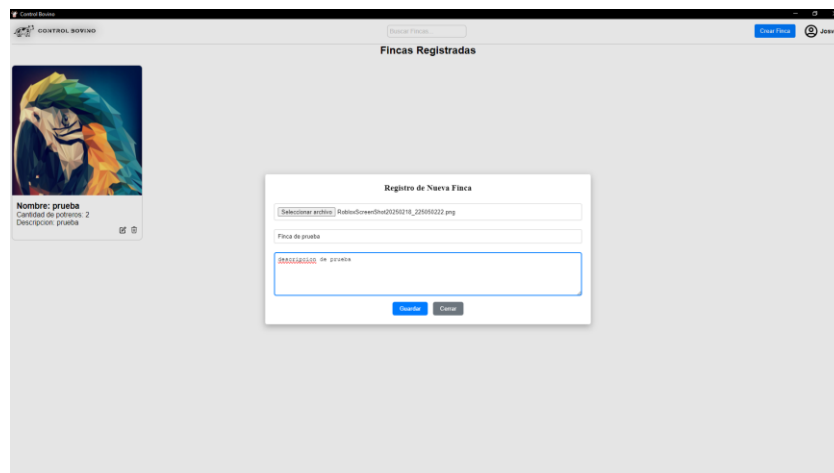 Control Bovino
CONTROL BOVINO
Buscar Fincas...
Crear Finca
Fincas Registradas
Nombre: prueba
Cantidad de potreros: 2
Descripcion: prueba
Registro de Nueva Finca
Seleccionar archivo RobloxScreenShot20250218_225050222.png
Finca de prueba
descripcion de prueba
Guardar
Cerrar